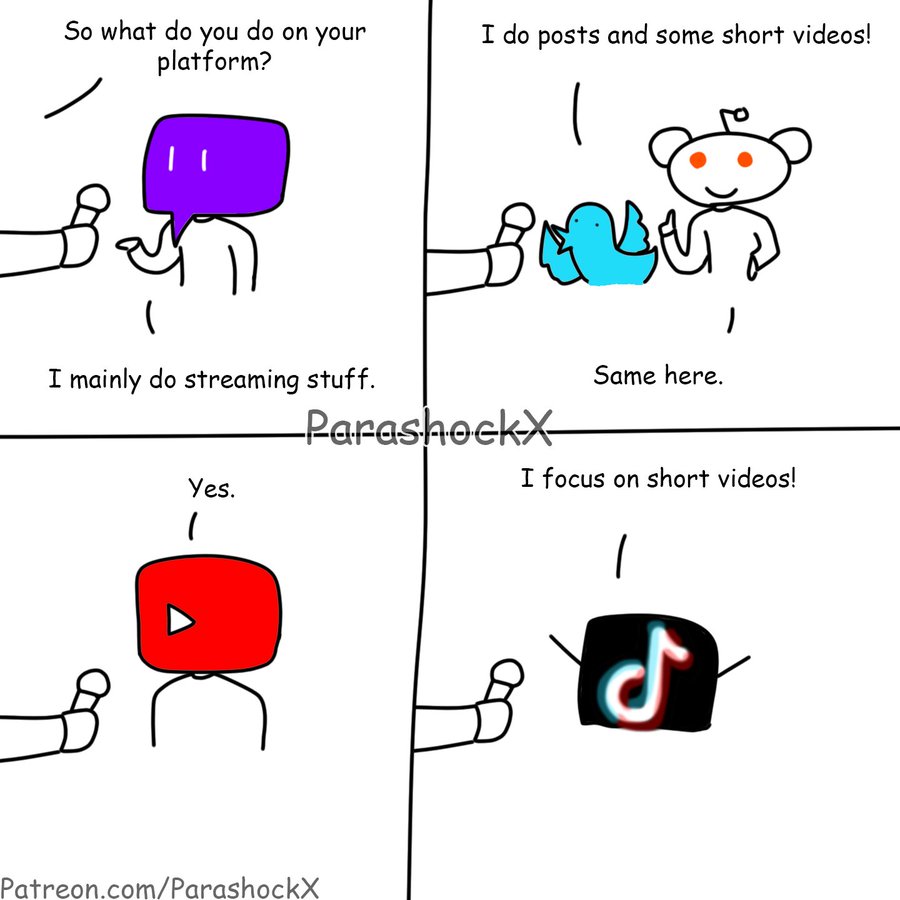 So what do you do on your
platform?
I mainly do streaming stuff.
I do posts and some short videos!
Same here.
ParashockX
Yes.
I focus on short videos!
Patreon.com/ParashockX